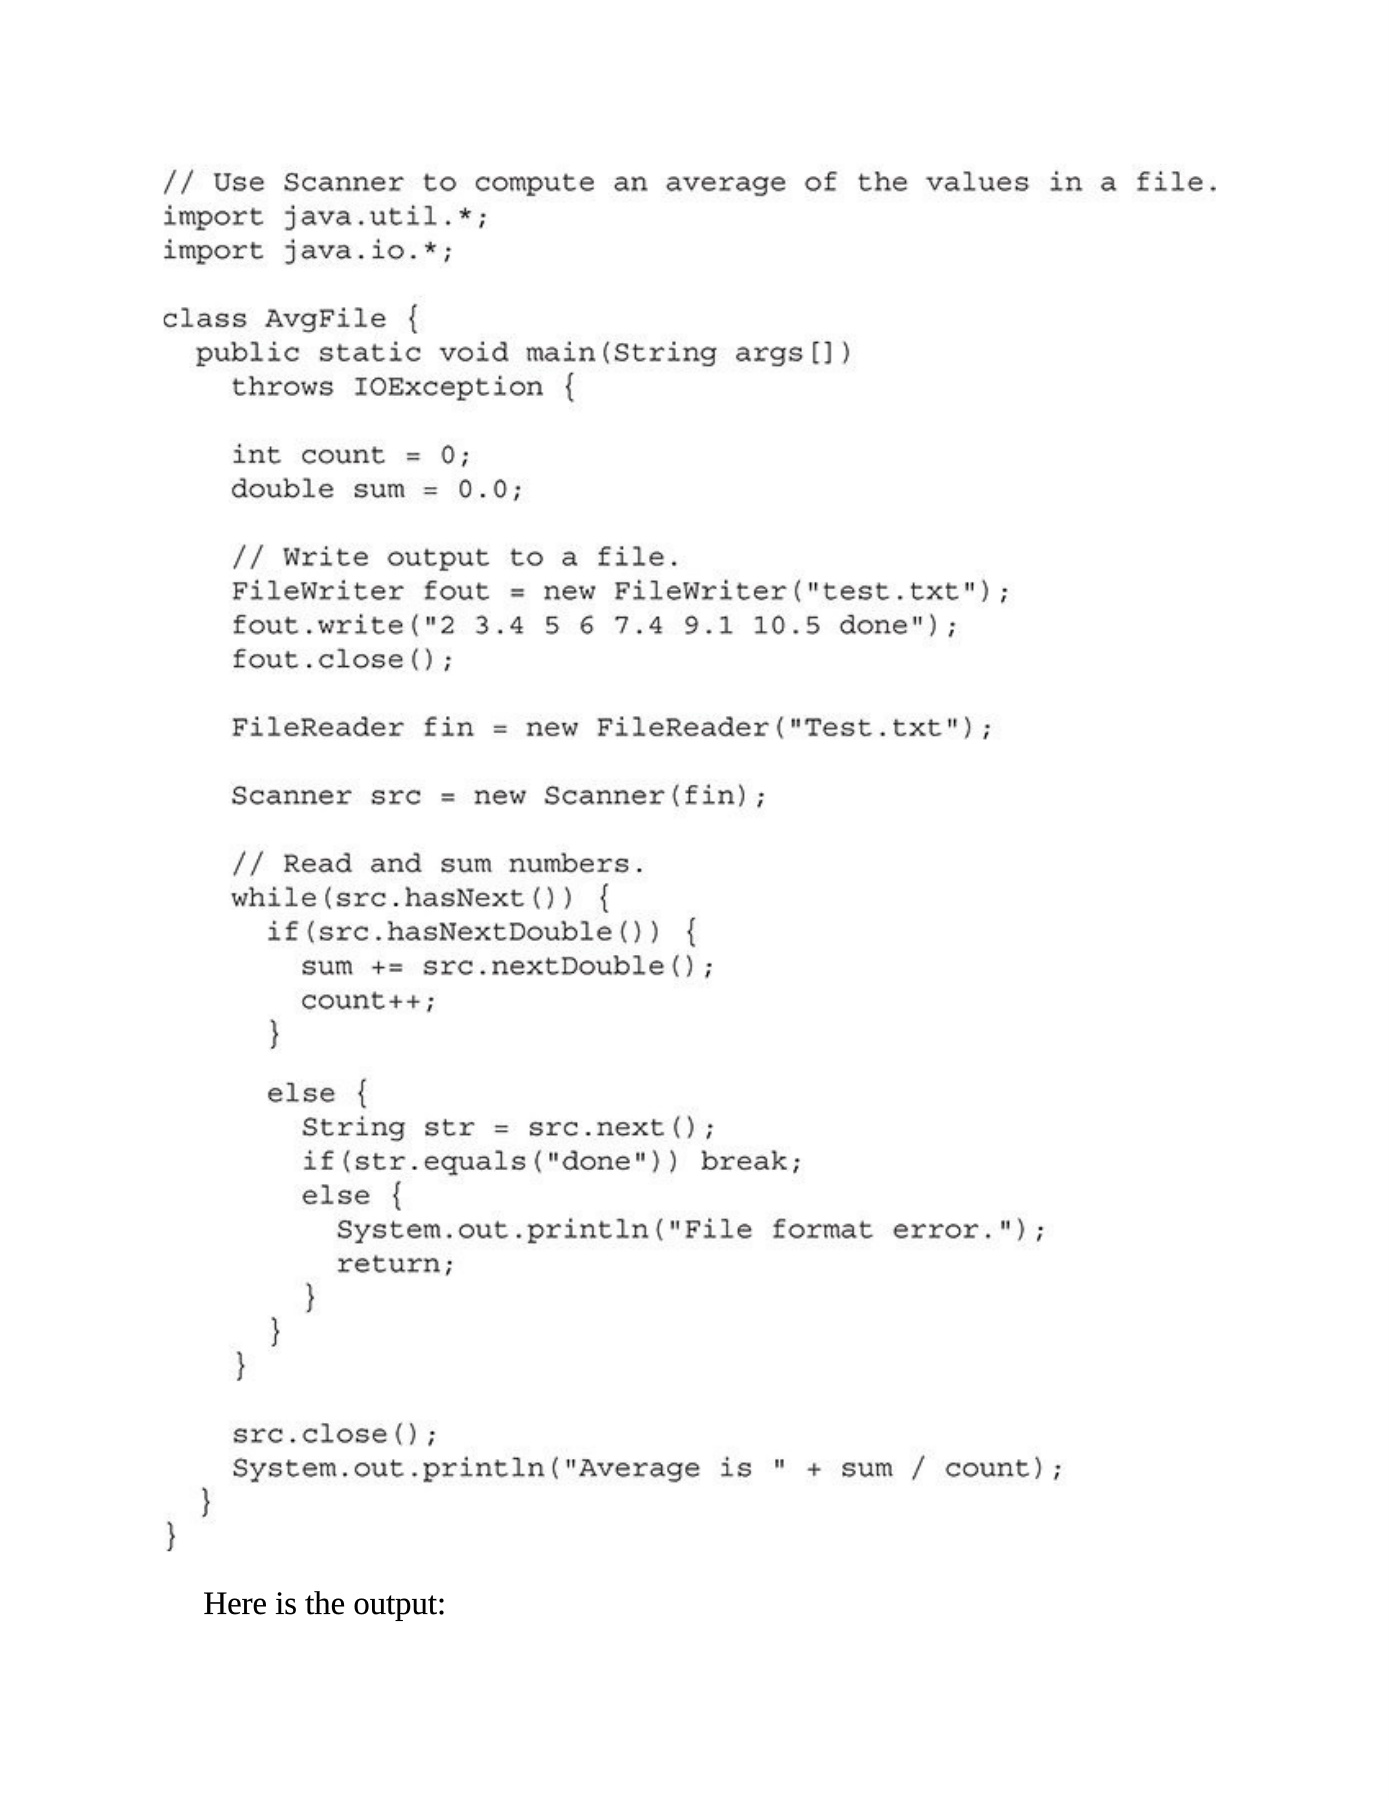 // Use Scanner to compute an average of the values in a file.
import java.util.*;
import java.io.*;

class AvgFile {
  public static void main(String args[])
    throws IOException {

    int count = 0;
    double sum = 0.0;

    // Write output to a file.
    FileWriter fout = new FileWriter("test.txt");
    fout.write("2 3.4 5 6 7.4 9.1 10.5 done");
    fout.close();

    FileReader fin = new FileReader("Test.txt");

    Scanner src = new Scanner(fin);

    // Read and sum numbers.
    while(src.hasNext()) {
      if(src.hasNextDouble()) {
        sum += src.nextDouble();
        count++;
      }

      else {
        String str = src.next();
        if(str.equals("done")) break;
        else {
          System.out.println("File format error.");
          return;
        }
      }
    }

    src.close();
    System.out.println("Average is " + sum / count);
  }
}
Here is the output: